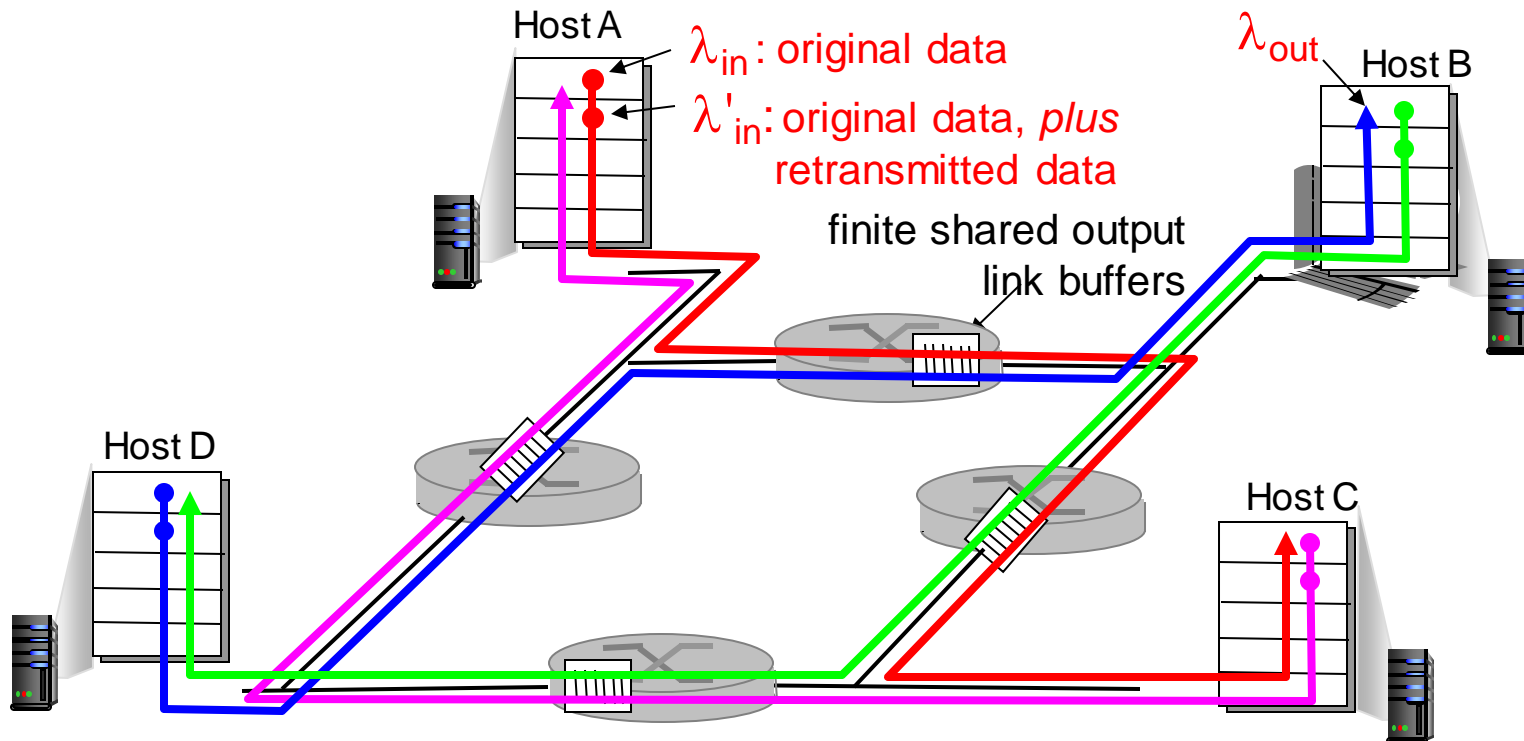 Host A
λin : original data
λ'in: original data, plus
retransmitted data
finite shared output
link buffers
λout
Host B
Host D
Host C